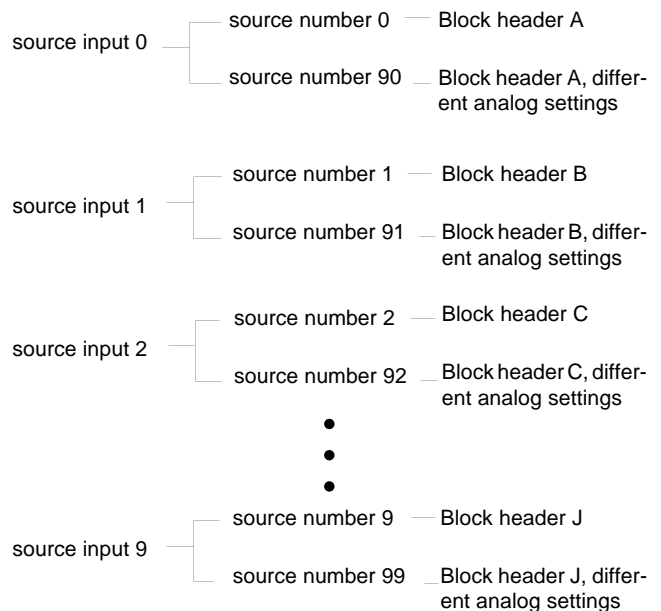 source number 0
Block header A
source input 0
source number 90
Block header A, differ-
ent analog settings
source number 1
Block header B
source input 1
source number 91
Block header B, differ-
ent analog settings
source number 2
Block header C
source input 2
source number 92
Block header C, differ-
ent analog settings
source number 9
Block header J
source input 9
source number 99
Block header J, differ-
ent analog settings